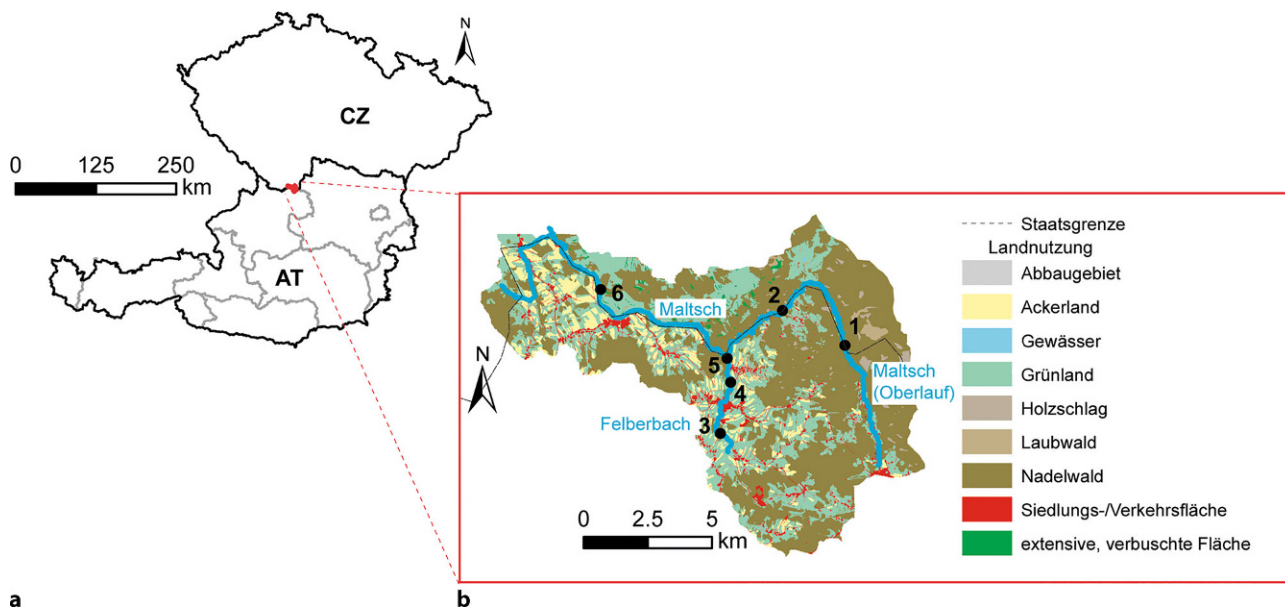 N
CZ
0 125 250
km
AT
a
Staatsgrenze
Landnutzung
Abbaugebiet
Ackerland
Gewässer
Grünland
Holzschlag
Laubwald
Nadelwald
Siedlungs-/Verkehrsfläche
extensive, verbuschte Fläche
6
Maltsch
2
1
N
5
4
Maltsch
(Oberlauf)
Felberbach
3
0 2.5 5
km
b